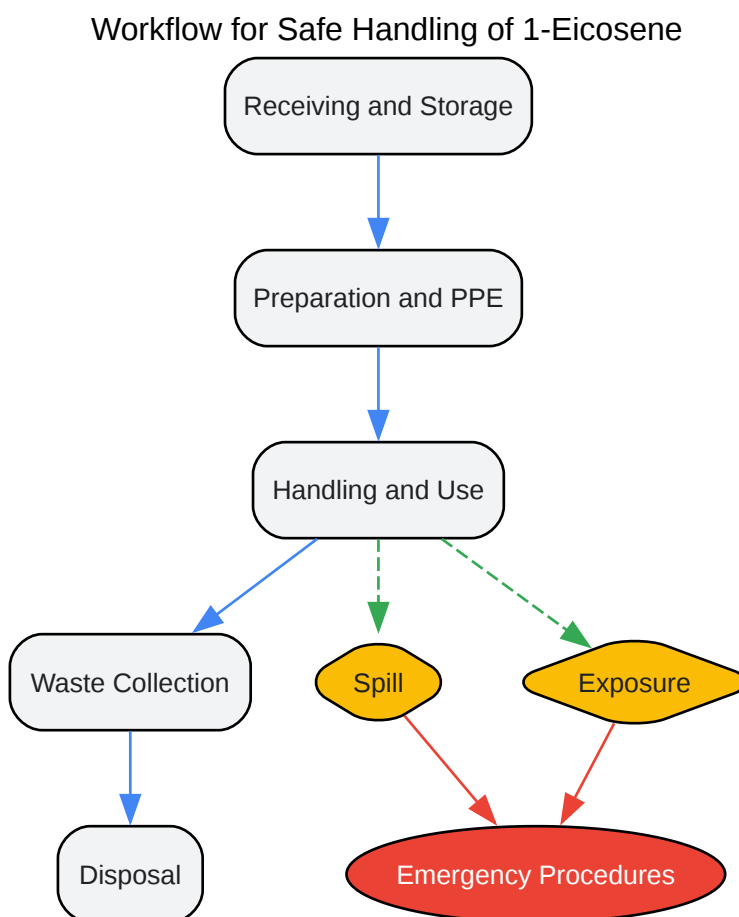 Workflow for Safe Handling of 1-Eicosene
Receiving and Storage
Preparation and PPE
Handling and Use
Waste Collection
Spill
Exposure
Disposal
Emergency Procedures